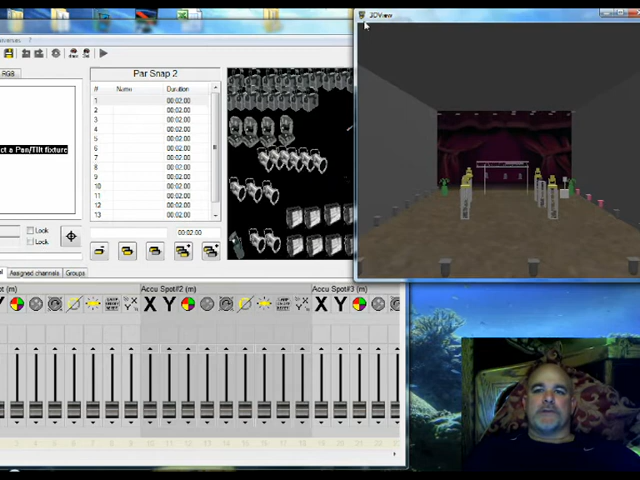 3DView
RGB
Par Snap 2
# Name Duration
1 00:02.00
2 00:02.00
3 00:02.00
4 00:02.00
5 00:02.00
6 00:02.00
7 00:02.00
8 00:02.00
9 00:02.00
10 00:02.00
11 00:02.00
12 00:02.00
13 00:02.00
ct a Pan/Tilt fixture
Lock
Lock
00:02.00
Assigned channels Groups
(m) Accu Spot#2 (m) Accu Spot#3 (m)
X Y X Y